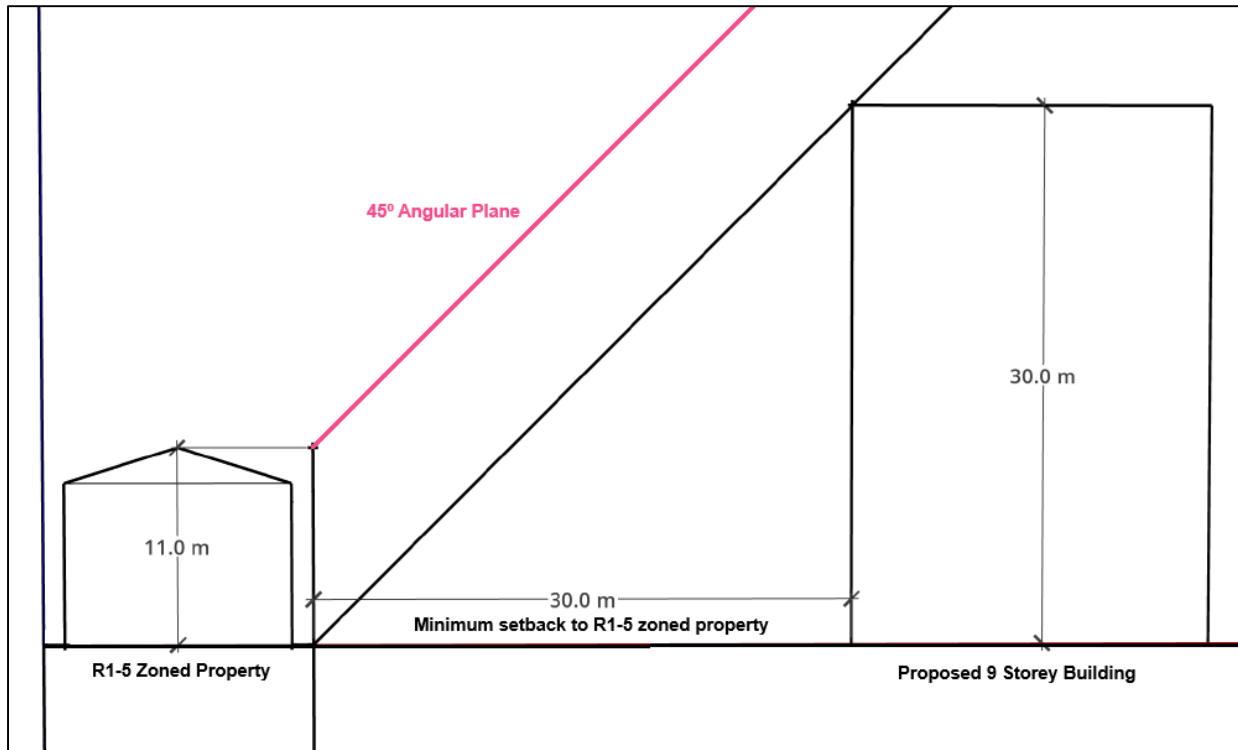 45º Angular Plane
30.0 m
11.0 m
30.0 m
Minimum setback to R1-5 zoned property
R1-5 Zoned Property
Proposed 9 Storey Building